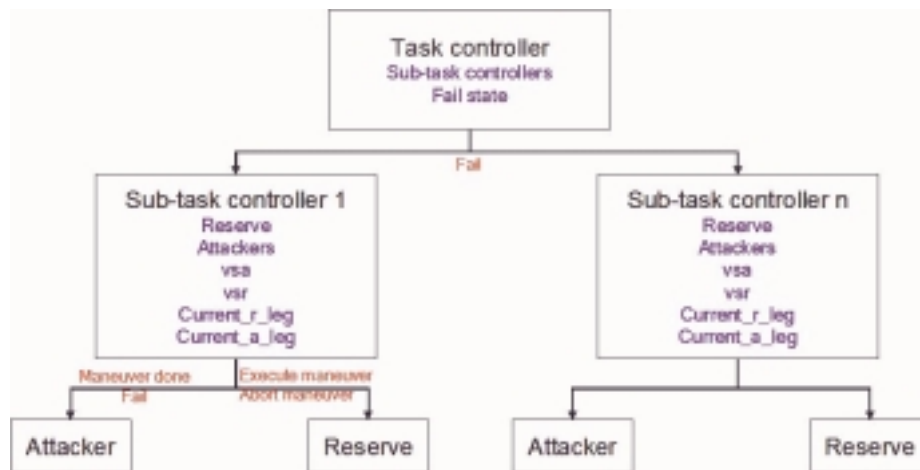 Task controller
Sub-task controllers
Fail state
Fail
Sub-task controller 1
Reserve
Attackers
vsa
vsr
Current_r_leg
Current_a_leg
Sub-task controller n
Reserve
Attackers
vsa
vsr
Current_r_leg
Current_a_leg
Maneuver done
Fail
Execute maneuver
Abort maneuver
Attacker
Reserve
Attacker
Reserve